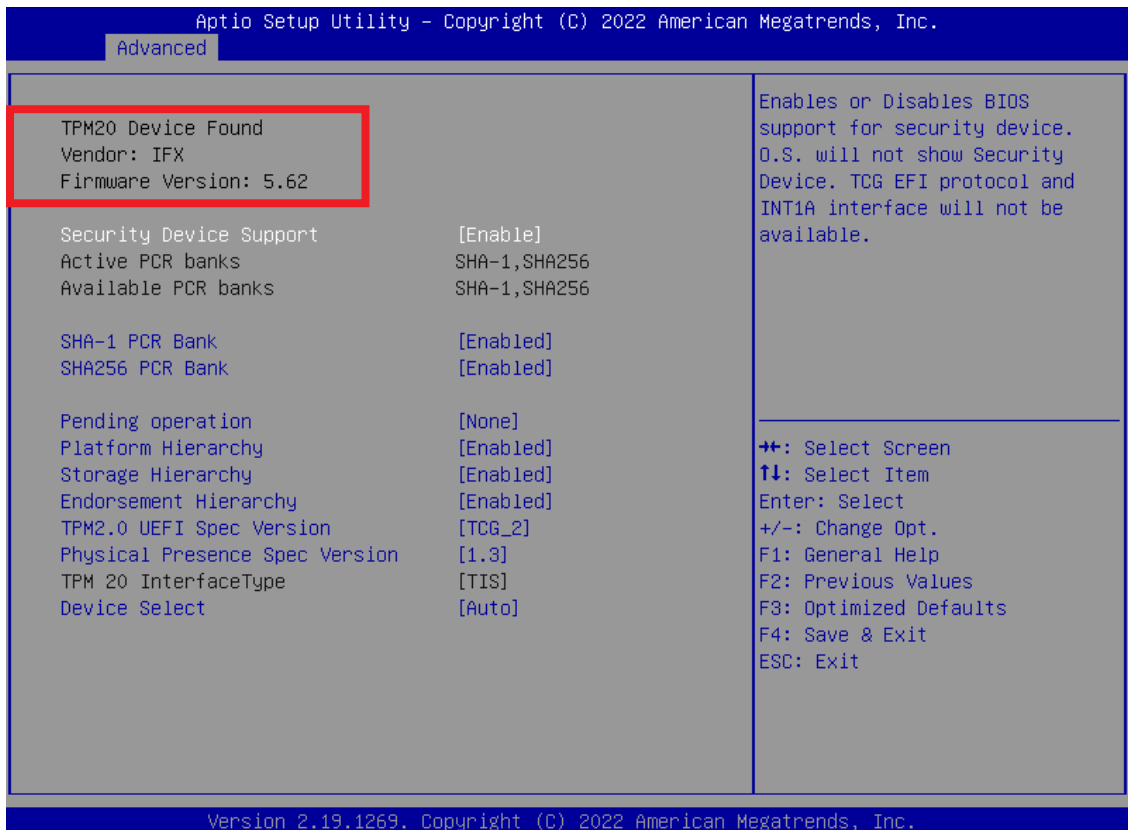 Aptio Setup Utility – Copyright (C) 2022 American Megatrends, Inc.
Advanced
TPM20 Device Found
Vendor: IFX
Firmware Version: 5.62
Security Device Support [Enable]
Active PCR banks SHA-1,SHA256
Available PCR banks SHA-1,SHA256
SHA-1 PCR Bank [Enabled]
SHA256 PCR Bank [Enabled]
Pending operation [None]
Platform Hierarchy [Enabled]
Storage Hierarchy [Enabled]
Endorsement Hierarchy [Enabled]
TPM2.0 UEFI Spec Version [TCG_2]
Physical Presence Spec Version [1.3]
TPM 20 InterfaceType [TIS]
Device Select [Auto]
Enables or Disables BIOS
support for security device.
O.S. will not show Security
Device. TCG EFI protocol and
INT1A interface will not be
available.
→←: Select Screen
↑↓: Select Item
Enter: Select
+/-: Change Opt.
F1: General Help
F2: Previous Values
F3: Optimized Defaults
F4: Save & Exit
ESC: Exit
Version 2.19.1269. Copyright (C) 2022 American Megatrends, Inc.